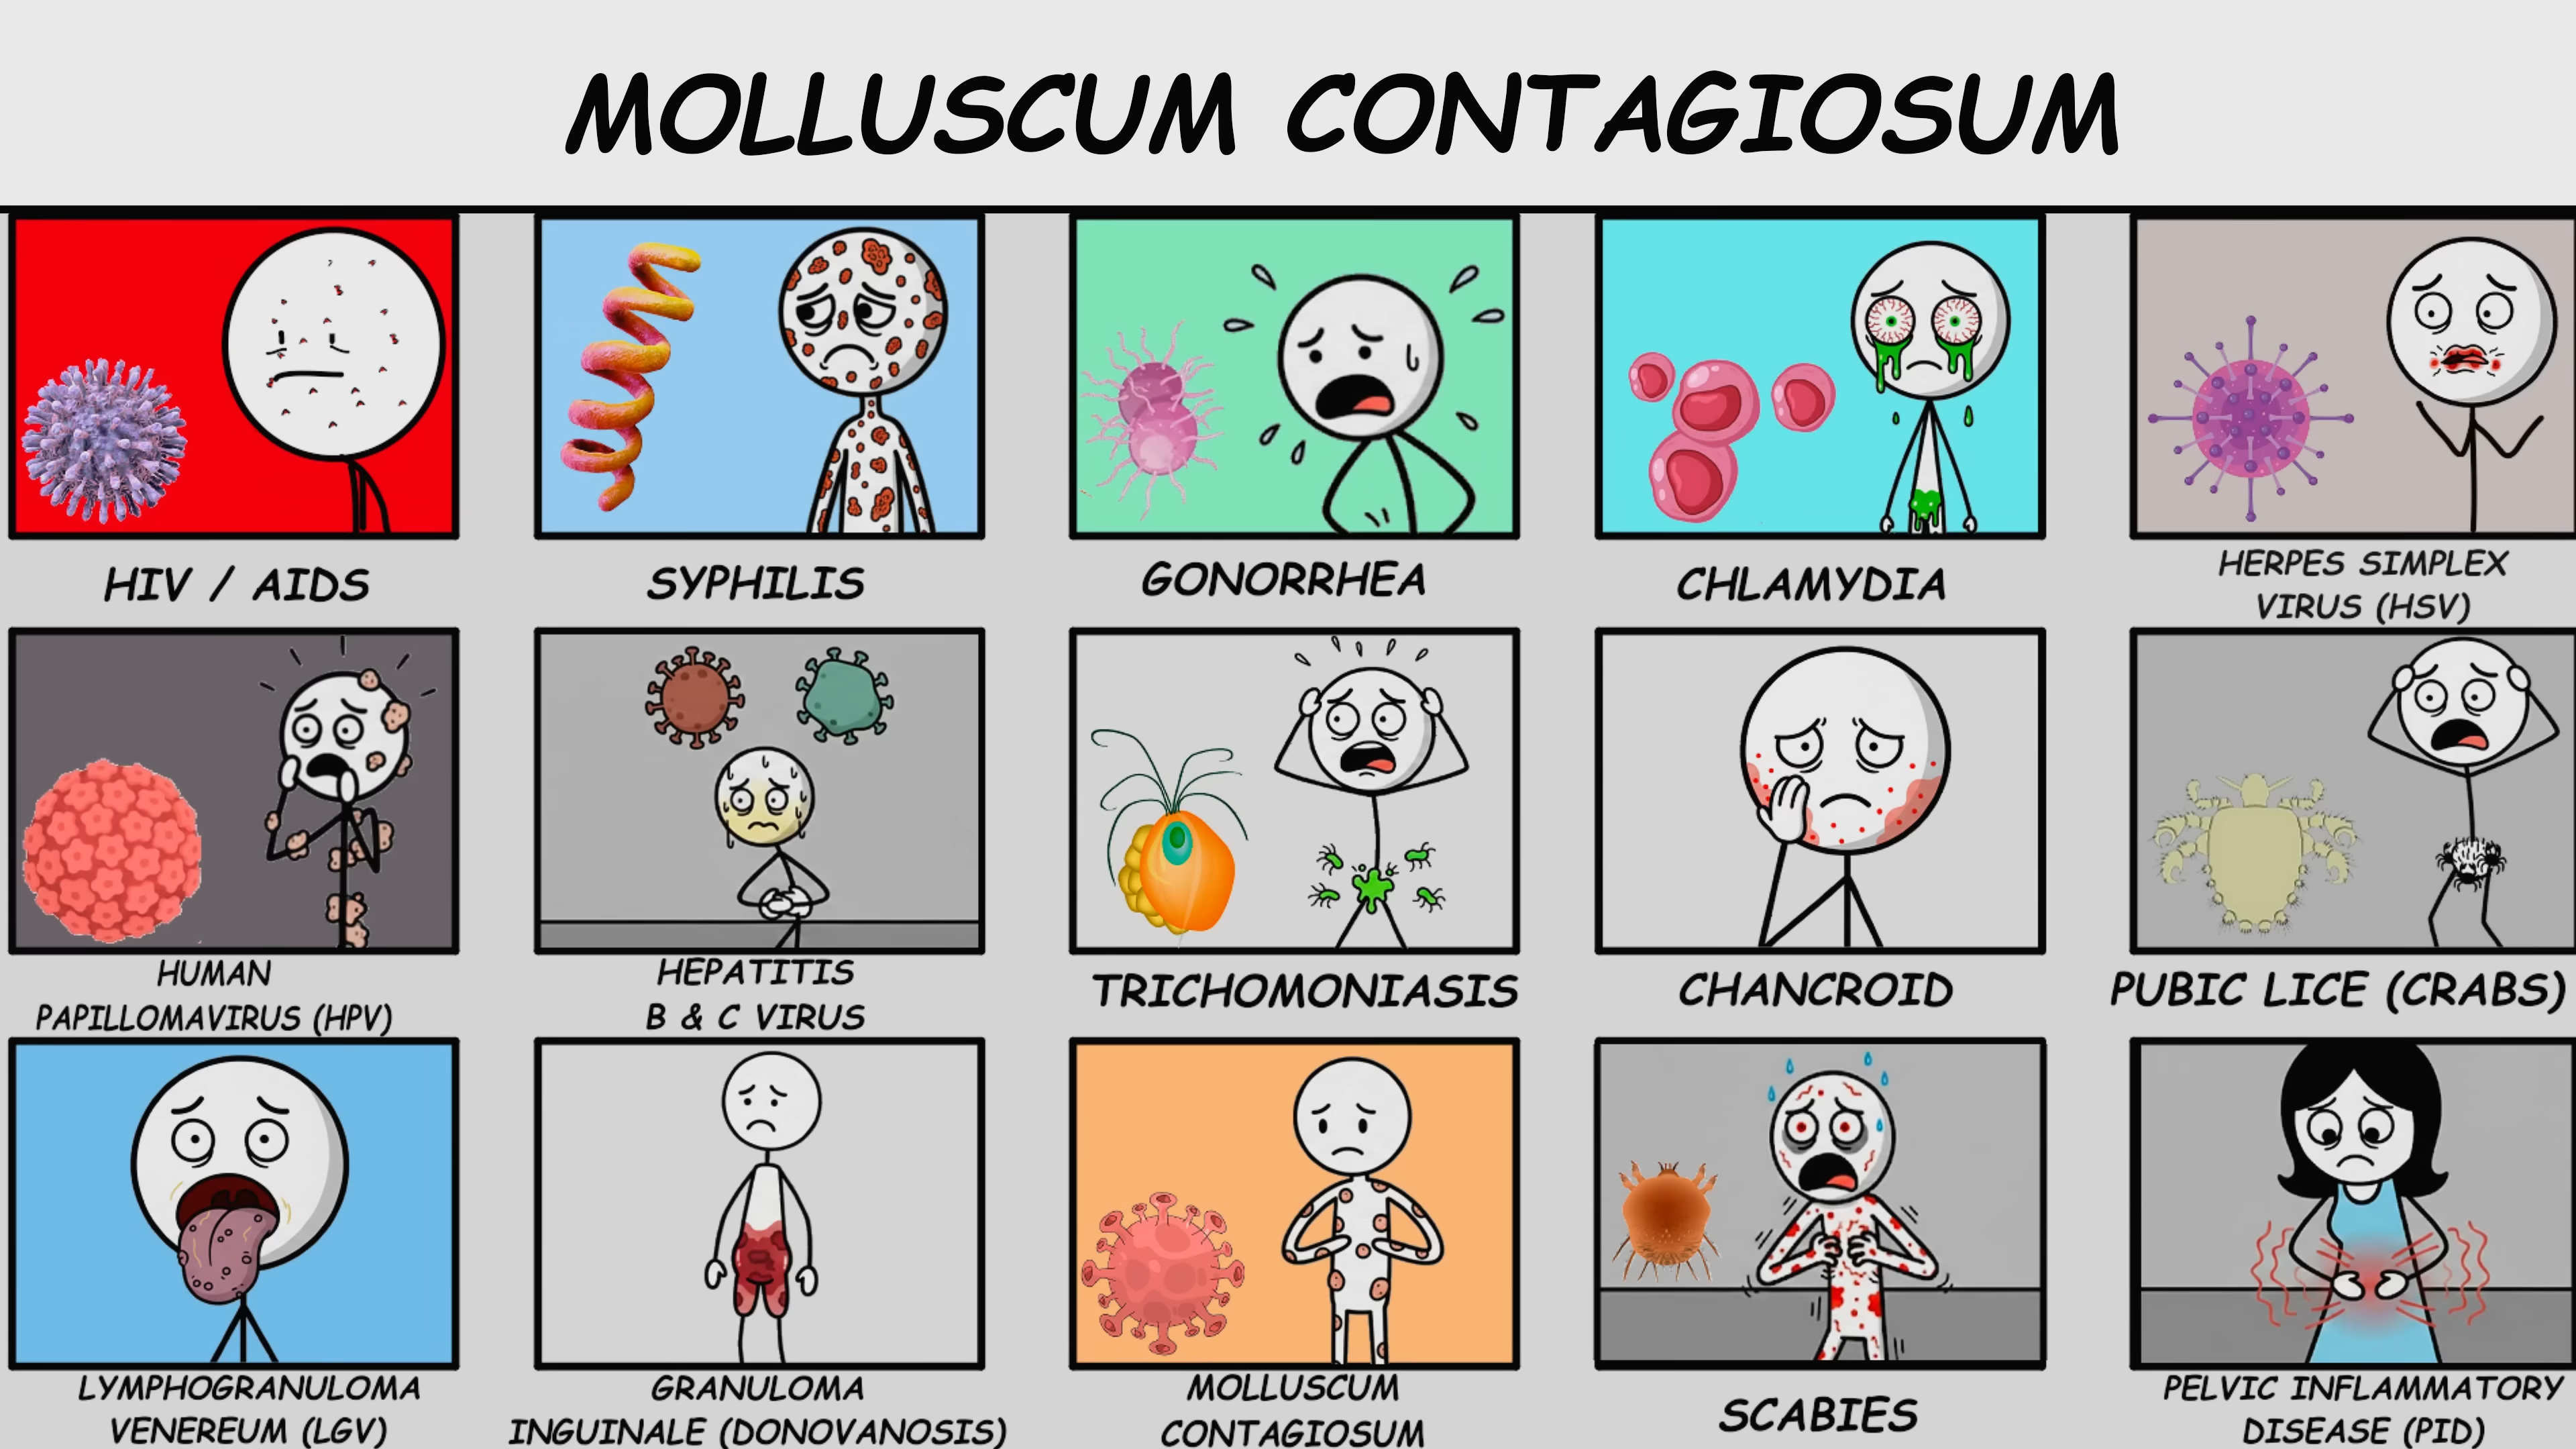 MOLLUSCUM CONTAGIOSUM
HIV / AIDS
SYPHILIS
GONORRHEA
CHLAMYDIA
HERPES SIMPLEX
VIRUS (HSV)
HUMAN
PAPILLOMAVIRUS (HPV)
HEPATITIS
B & C VIRUS
TRICHOMONIASIS
CHANCROID
PUBIC LICE (CRABS)
LYMPHOGRANULOMA
VENEREUM (LGV)
GRANULOMA
INGUINALE (DONOVANOSIS)
MOLLUSCUM
CONTAGIOSUM
SCABIES
PELVIC INFLAMMATORY
DISEASE (PID)